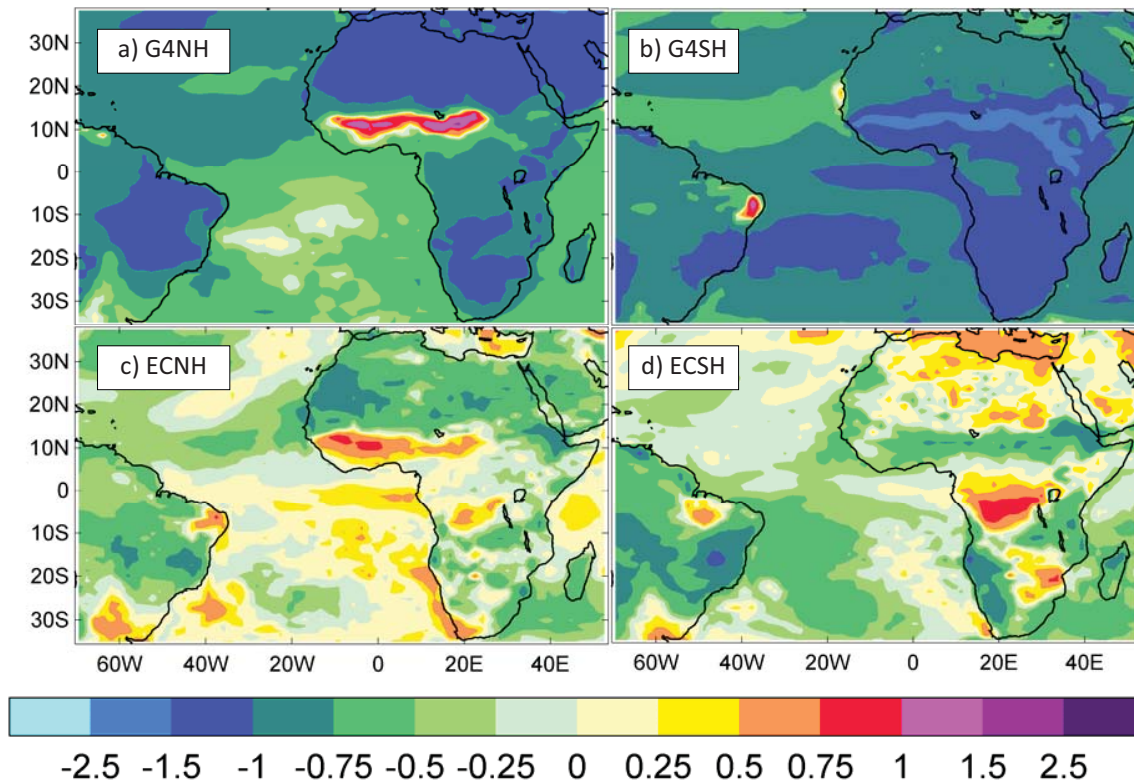 a) G4NH
b) G4SH
30N
20N
10N
0
10S
20S
30S
c) ECNH
d) ECSH
30N
20N
10N
0
10S
20S
30S
60W 40W 20W 0 20E 40E 60W 40W 20W 0 20E 40E
-2.5 -1.5 -1 -0.75 -0.5 -0.25 0 0.25 0.5 0.75 1 1.5 2.5